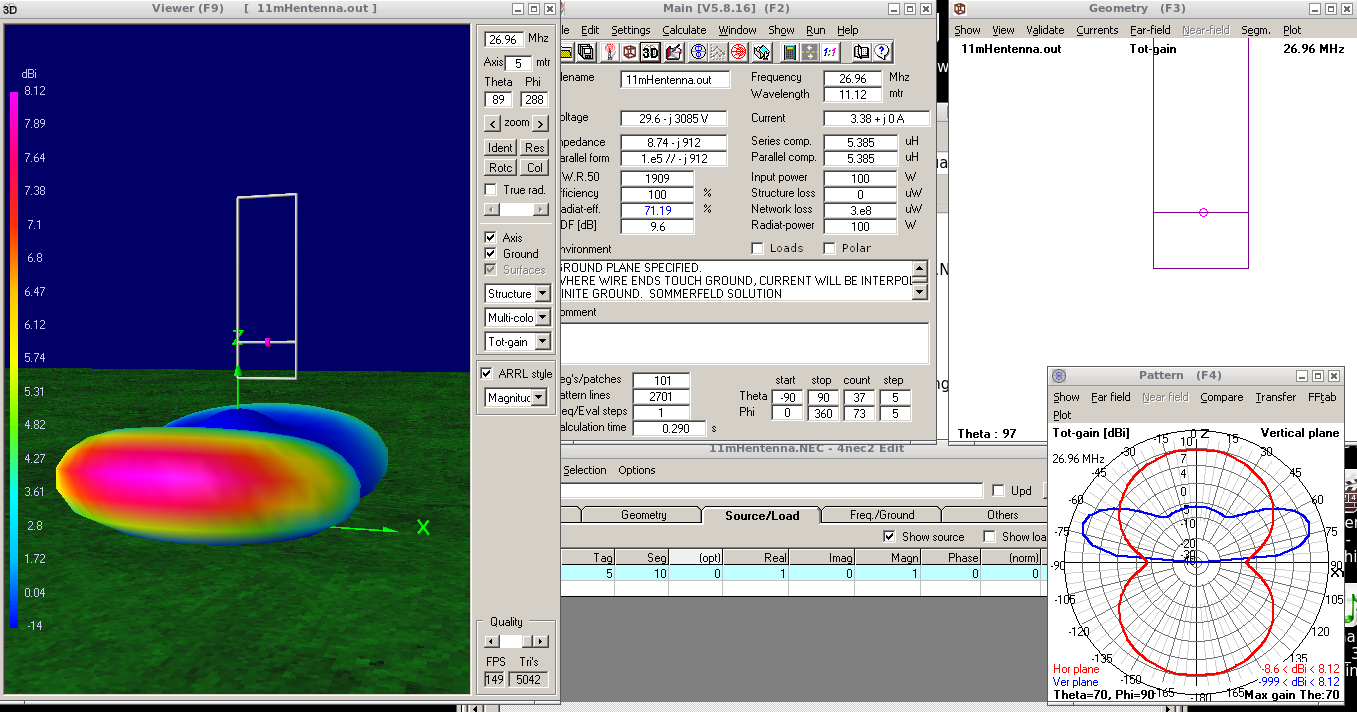 3D Viewer (F9) [ 11mHentenna.out ]
dBi
8.12
7.89
7.64
7.38
7.1
6.8
6.47
6.12
5.74
5.31
4.82
4.27
3.61
2.8
1.72
0.04
-14
Z
X
26.96 Mhz
Axis 5 mtr
Theta Phi
89 288
< zoom >
Ident Res
Rotc Col
True rad.
Axis
Ground
Surfaces
Structure
Multi-colo
Tot-gain
ARRL style
Magnituc
Quality
FPS Tri's
149 5042
Main [V5.8.16] (F2)
le Edit Settings Calculate Window Show Run Help
3D 1:1
lename 11mHentenna.out Frequency 26.96 Mhz
Wavelength 11.12 mtr
oltage 29.6 - j 3085 V Current 3.38 + j 0 A
npedance 8.74 - j 912 Series comp. 5.385 uH
arallel form 1.e5 // - j 912 Parallel comp. 5.385 uH
.W.R.50 1909 Input power 100 W
fficiency 100 % Structure loss 0 uW
adiat-eff. 71.19 % Network loss 3.e8 uW
DF [dB] 9.6 Radiat-power 100 W
nvironment Loads Polar
GROUND PLANE SPECIFIED.
WHERE WIRE ENDS TOUCH GROUND, CURRENT WILL BE INTERPOL
INITE GROUND. SOMMERFELD SOLUTION
omment
eg's/patches 101 start stop count step
attern lines 2701 Theta -90 90 37 5
req/Eval steps 1 Phi 0 360 73 5
alculation time 0.290 s
11mHentenna.NEC - 4nec2 Edit
Selection Options
Upd
Geometry Source/Load Freq./Ground Others
Show source Show loa
Tag Seg (opt) Real Imag Magn Phase (norm)
5 10 0 1 0 1 0 0
Geometry (F3)
Show View Validate Currents Far-field Near-field Segm. Plot
11mHentenna.out Tot-gain 26.96 MHz
Theta : 97
Pattern (F4)
Show Far field Near field Compare Transfer FFtab
Plot
Tot-gain [dBi] Vertical plane
26.96 MHz
Z
-15 15
-30 30
-45 45
-60 60
-75 75
-90 90
-105 105
-120 120
-135 135
-165 165
-180
10
7
4
0
-5
-10
-20
-30
Hor plane -8.6 < dBi < 8.12
Ver plane -999 < dBi < 8.12
Theta=70, Phi=90 Max gain The:70